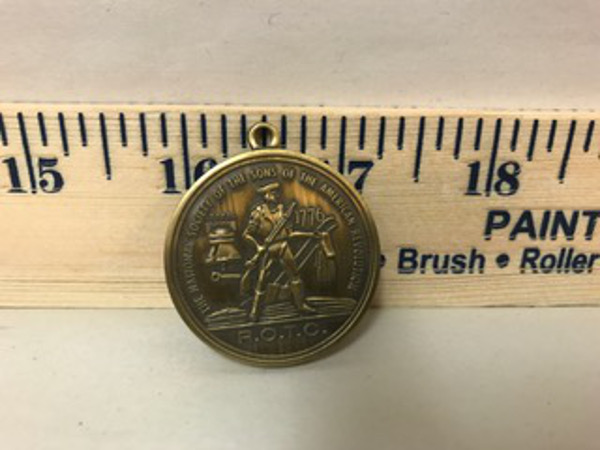 15 16 17 18
THE NATIONAL SOCIETY OF THE SONS OF THE AMERICAN REVOLUTION
1776
R.O.T.C.
PAINT
e Brush • Roller